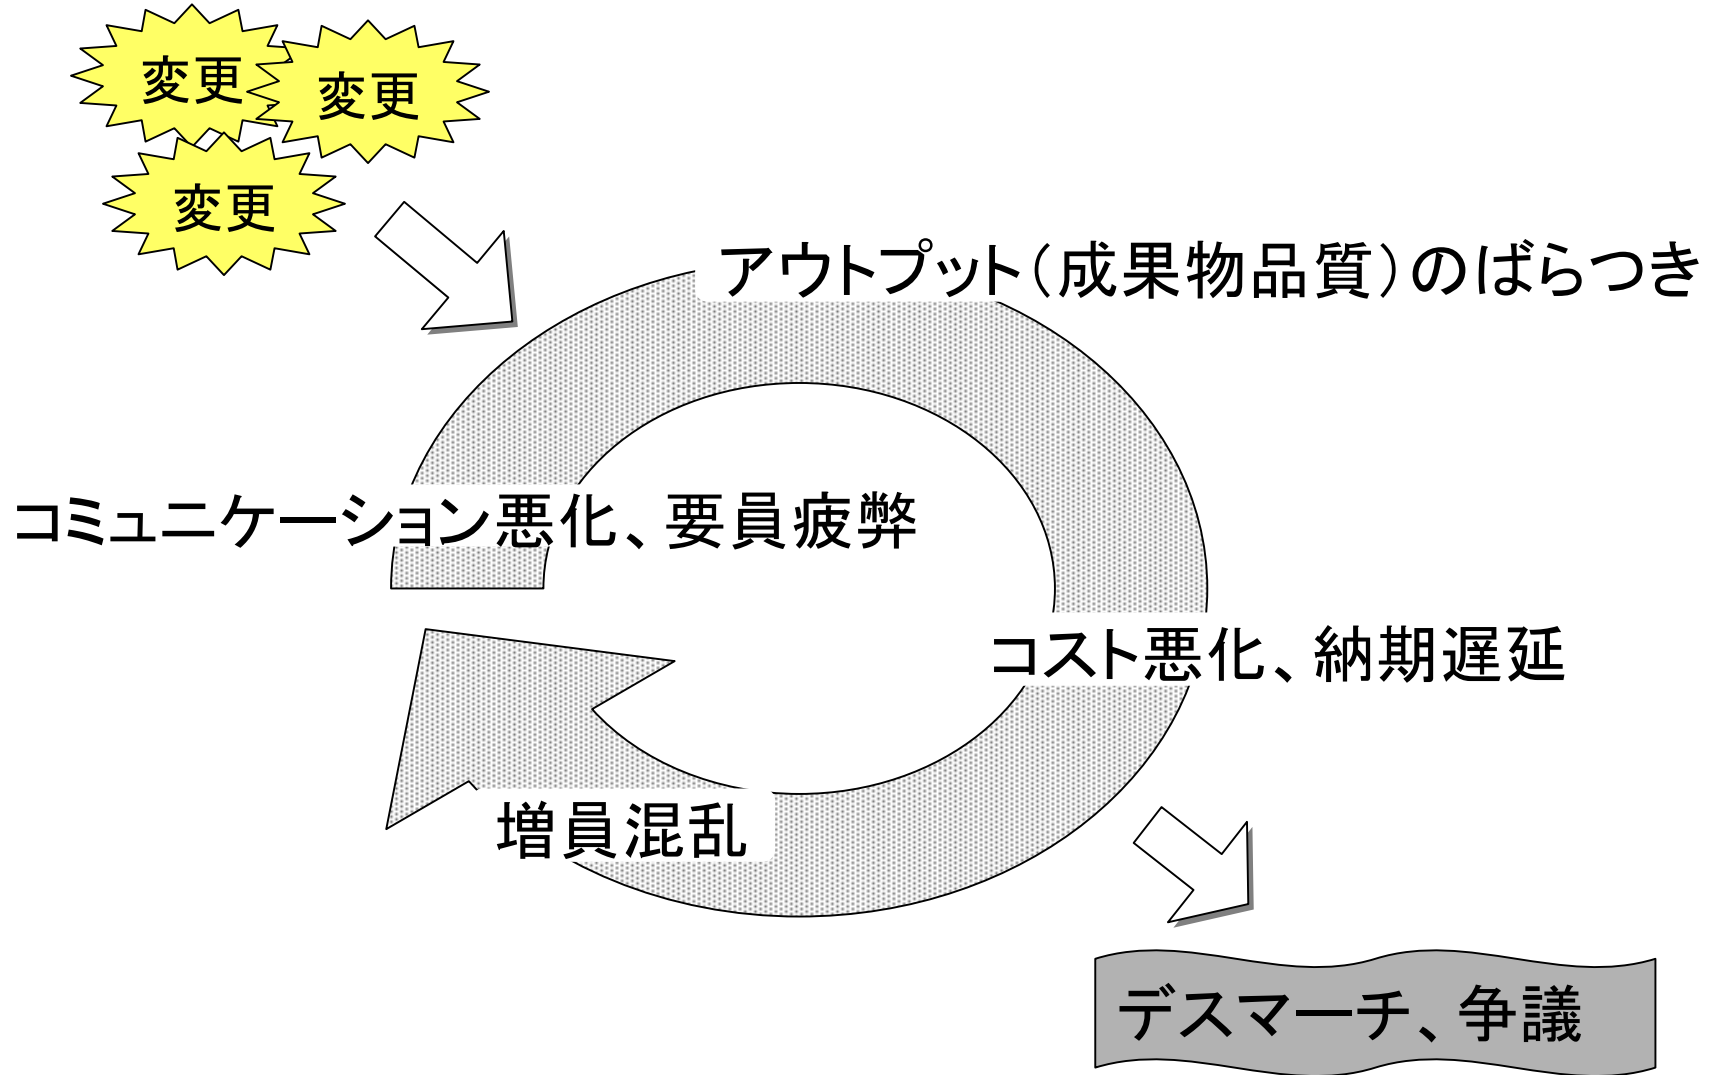 変更
変更
変更
アウトプット（成果物品質）のばらつき
コミュニケーション悪化、要員疲弊
コスト悪化、納期遅延
増員混乱
デスマーチ、争議